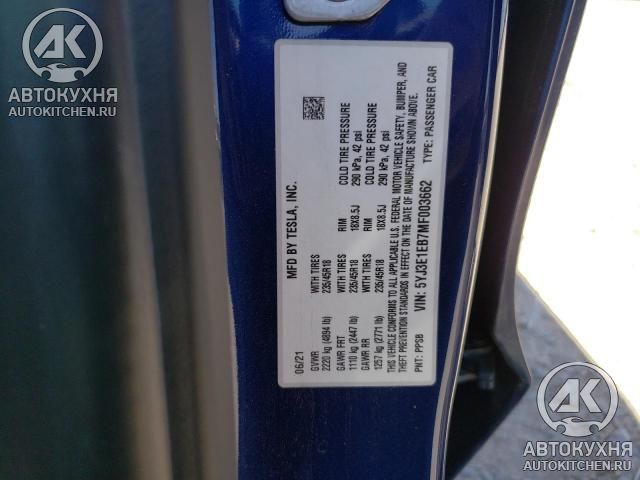 AK
АВТОКУХНЯ
AUTOKITCHEN.RU
MFD BY TESLA, INC.
06/21
GVWR
2220 kg (4894 lb)
WITH TIRES
235/45R18
RIM
18X8.5J
COLD TIRE PRESSURE
290 kPa, 42 psi
GAWR FRT
1110 kg (2447 lb)
WITH TIRES
235/45R18
RIM
18X8.5J
COLD TIRE PRESSURE
290 kPa, 42 psi
GAWR RR
1257 kg (2771 lb)
THIS VEHICLE CONFORMS TO ALL APPLICABLE U.S. FEDERAL MOTOR VEHICLE SAFETY, BUMPER, AND
THEFT PREVENTION STANDARDS IN EFFECT ON THE DATE OF MANUFACTURE SHOWN ABOVE.
VIN: 5YJ3E1EB7MF003662
TYPE: PASSENGER CAR
PNT: PPSB
AK
АВТОКУХНЯ
AUTOKITCHEN.RU